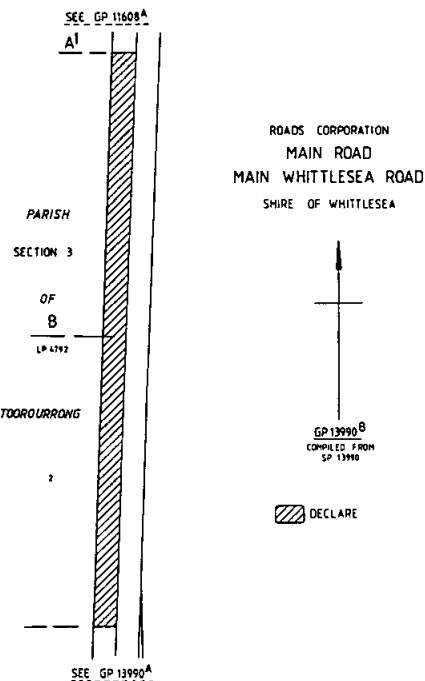 SEE GP 11608A
A1
PARISH
SECTION 3
OF
B
LP 4792
TOOROURRONG
2
SEE GP 13990A
ROADS CORPORATION
MAIN ROAD
MAIN WHITTLESEA ROAD
SHIRE OF WHITTLESEA
GP 13990B
COMPILED FROM
SP 13990
DECLARE